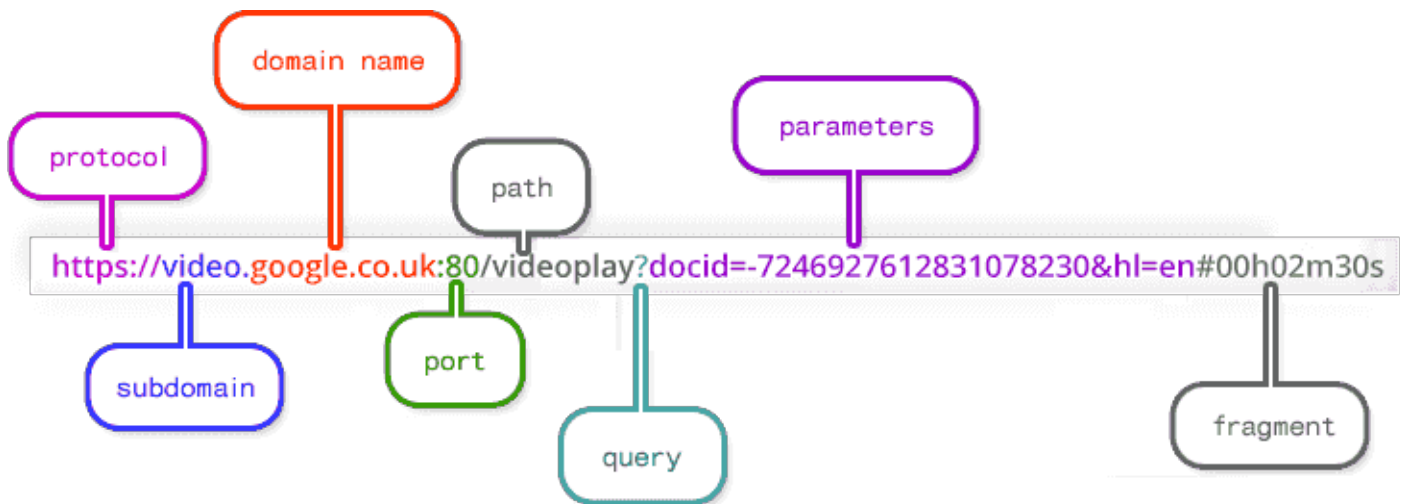 domain name
parameters
protocol
path
https://video.google.co.uk:80/videoplay?docid=-7246927612831078230&hl=en#00h02m30s
subdomain
port
query
fragment